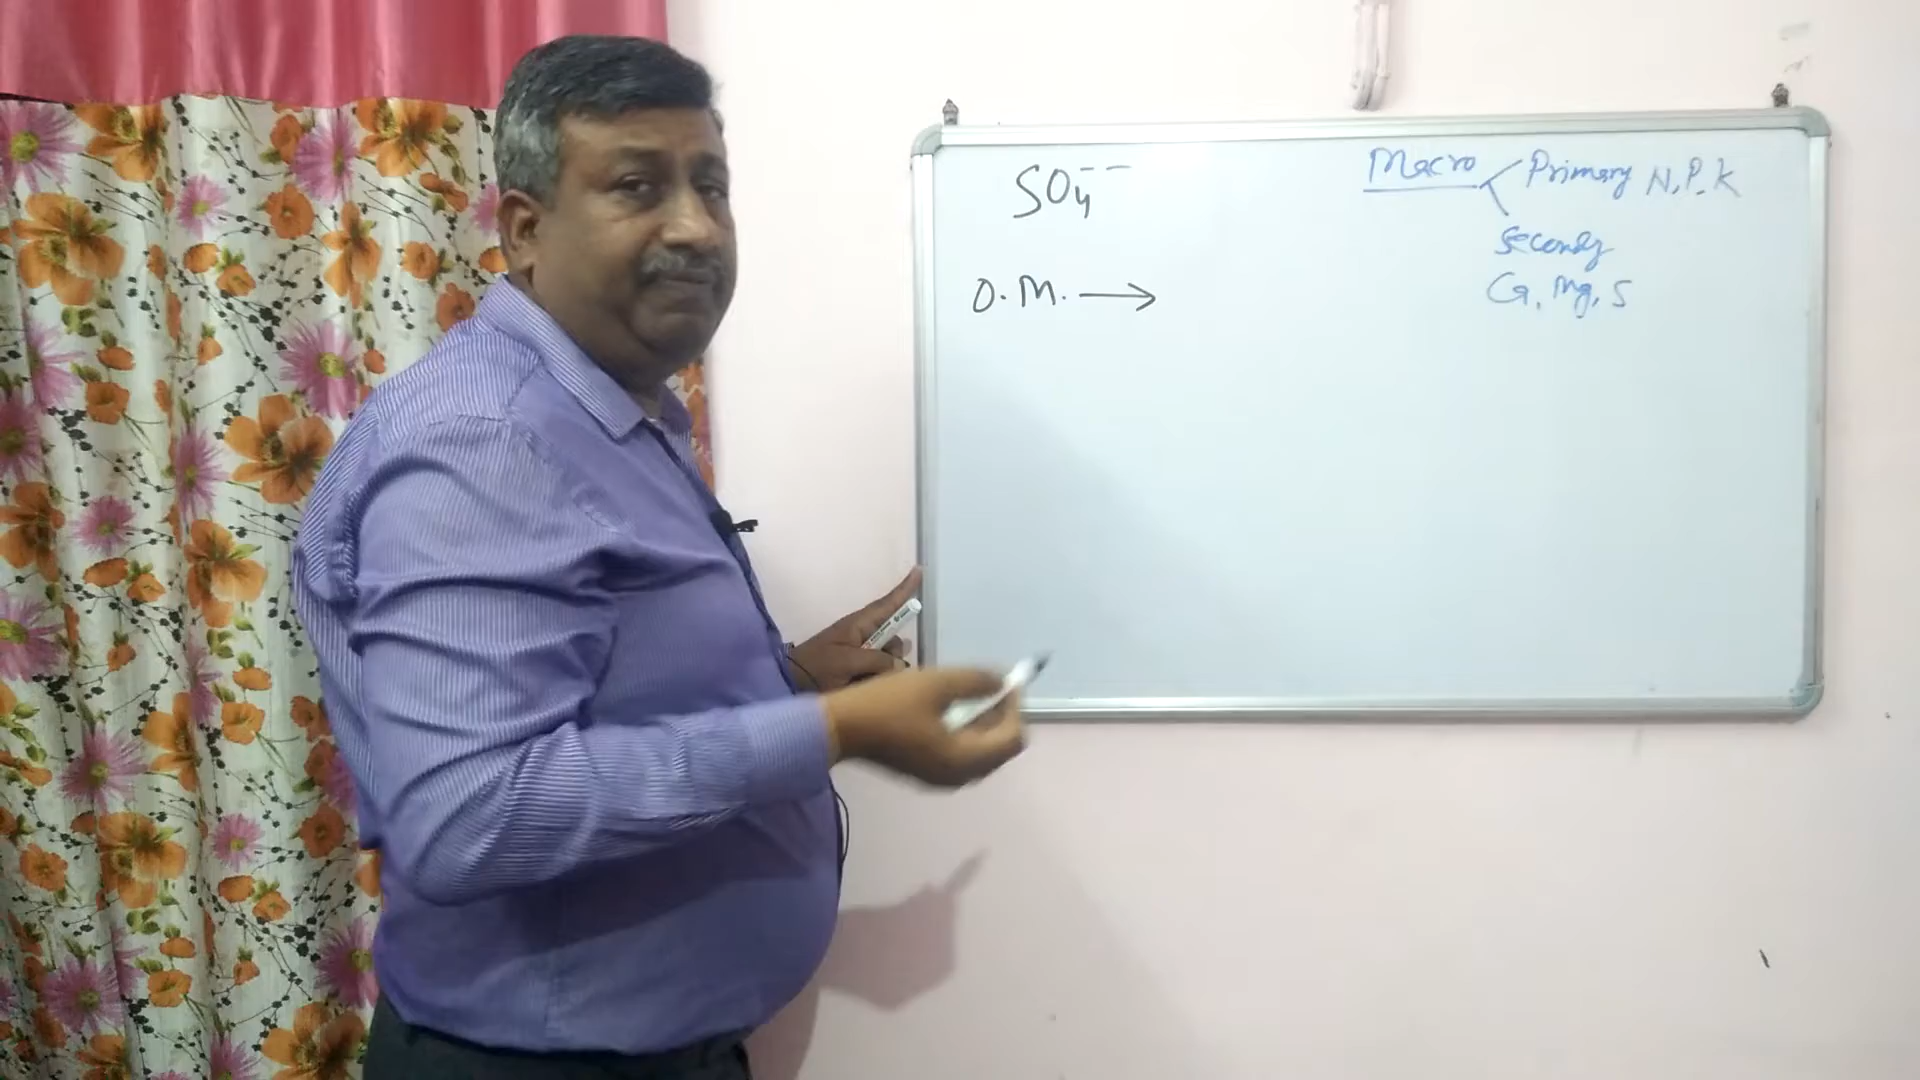 SO₄⁻⁻
O.M. →
Macro < Primary N, P, K
Secondy
Ca, Mg, S